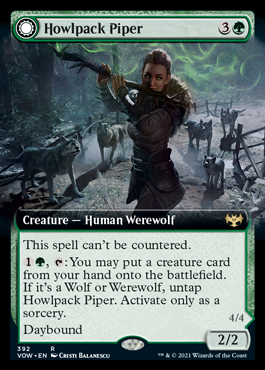 Howlpack Piper 3
Creature — Human Werewolf
This spell can't be countered.
1 , : You may put a creature card
from your hand onto the battlefield.
If it's a Wolf or Werewolf, untap
Howlpack Piper. Activate only as a
sorcery.
4/4
Daybound
2/2
392 R
VOW • EN CRISTI BALANESCU
™ & © 2021 Wizards of the Coast